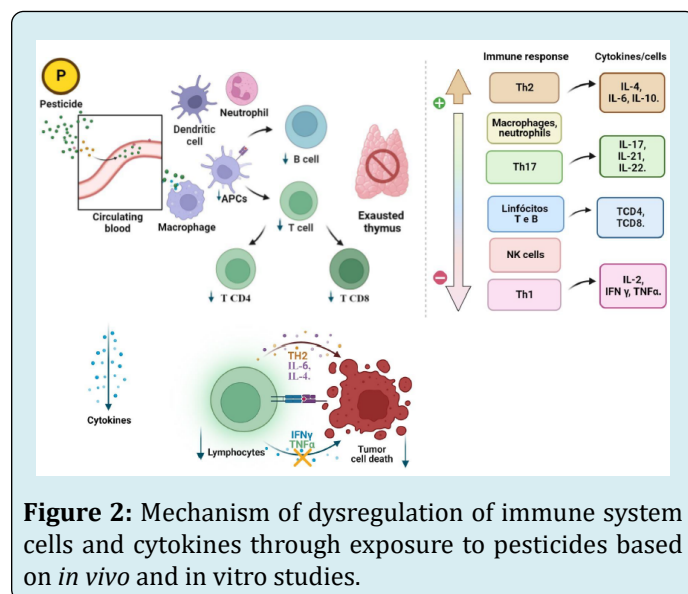 P
Pesticide
Circulating
blood
Dendritic
cell
Neutrophil
Macrophage
APCs
B cell
T cell
T CD4
T CD8
Exausted
thymus
Cytokines
TH2
IL-6,
IL-4.
IFNγ
TNFα
Lymphocytes
Tumor
cell death
Immune response
Cytokines/cells
+
Th2
IL-4,
IL-6, IL-10.
Macrophages,
neutrophils
Th17
IL-17,
IL-21,
IL-22.
Linfócitos
T e B
TCD4,
TCD8.
NK cells
−
Th1
IL-2,
IFN γ, TNFα.
Figure 2: Mechanism of dysregulation of immune system
cells and cytokines through exposure to pesticides based
on in vivo and in vitro studies.